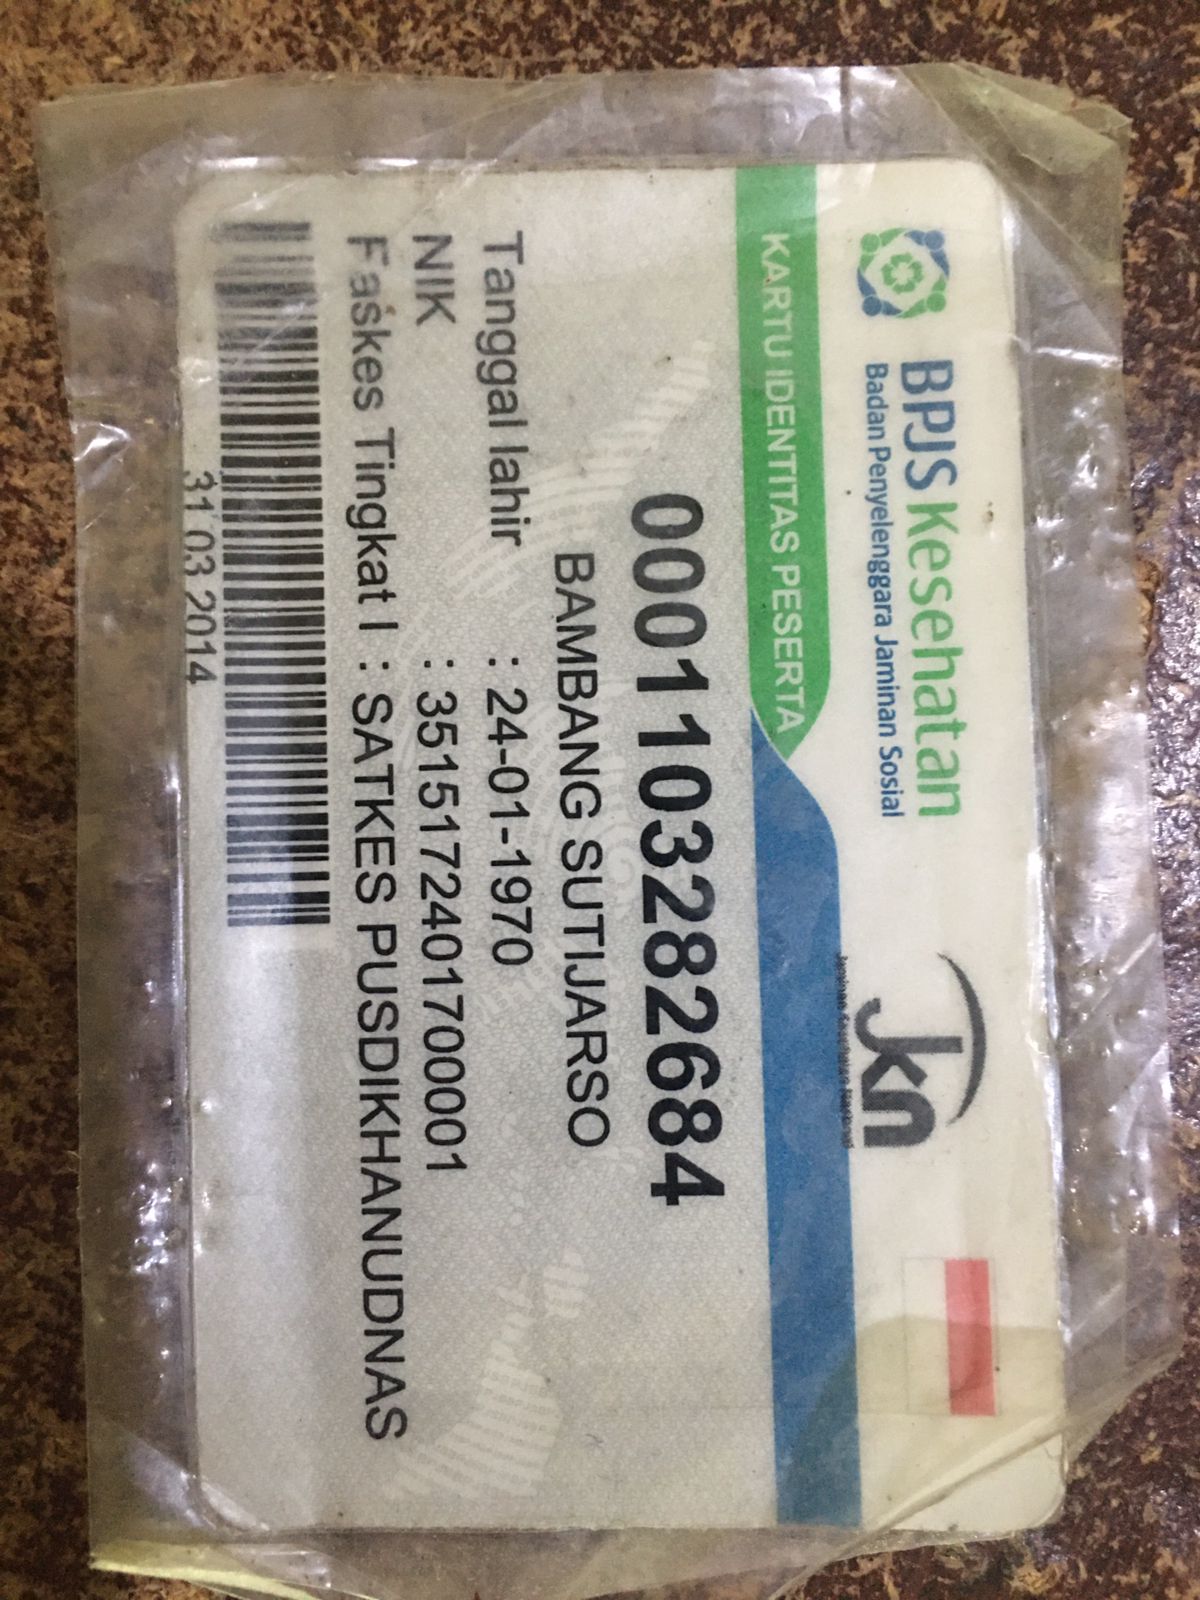 BPJS Kesehatan
Badan Penyelenggara Jaminan Sosial
jkn
KARTU IDENTITAS PESERTA
0001103282684
BAMBANG SUTIJARSO
Tanggal lahir : 24-01-1970
NIK : 3515172401700001
Faskes Tingkat I : SATKES PUSDIKHANUDNAS
31 03 2014